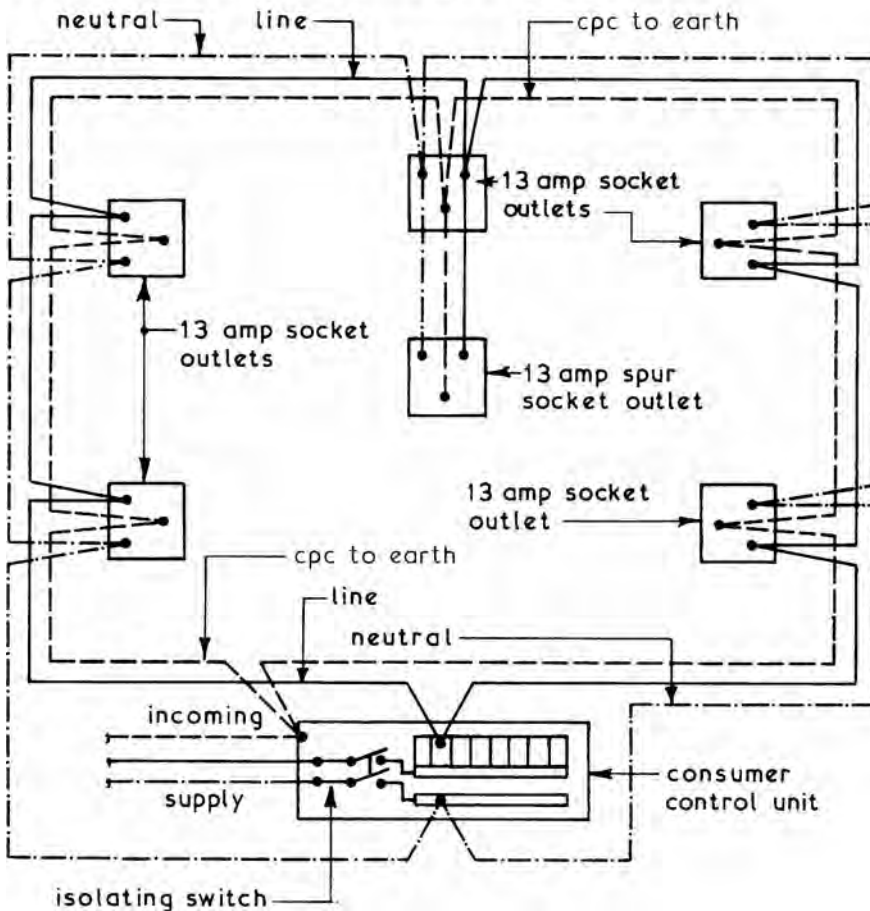 neutral
line
cpc to earth
13 amp socket
outlets
13 amp socket
outlets
13 amp spur
socket outlet
13 amp socket
outlet
cpc to earth
line
neutral
incoming
supply
consumer
control unit
isolating switch